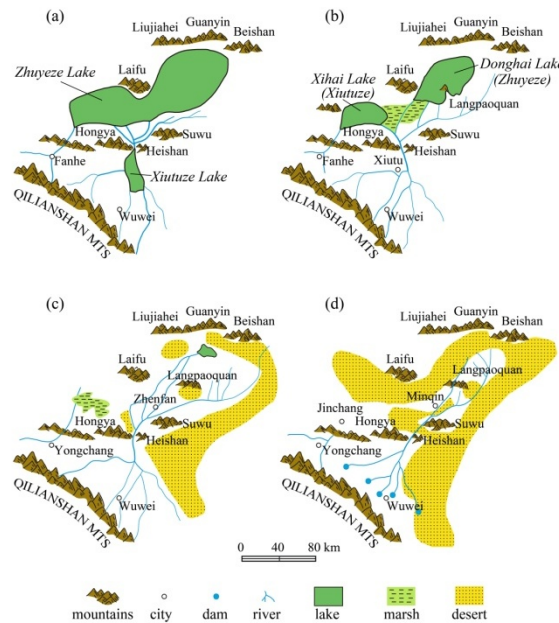 (a)
Liujiahei
Guanyin
Beishan
Zhuyeze Lake
Laifu
Hongya
Suwu
Heishan
Fanhe
Xiutuze Lake
Wuwei
QILIANSHAN MTS
(b)
Liujiahei
Guanyin
Beishan
Donghai Lake
(Zhuyeze)
Xihai Lake
(Xiutuze)
Laifu
Langpaoquan
Hongya
Suwu
Heishan
Fanhe
Xiutu
Wuwei
QILIANSHAN MTS
(c)
Liujiahei
Guanyin
Beishan
Laifu
Langpaoquan
Zhenfan
Hongya
Suwu
Heishan
Yongchang
Wuwei
QILIANSHAN MTS
(d)
Liujiahei
Guanyin
Beishan
Laifu
Langpaoquan
Minqin
Jinchang
Hongya
Suwu
Heishan
Yongchang
Wuwei
QILIANSHAN MTS
0 40 80 km
mountains city dam river lake marsh desert